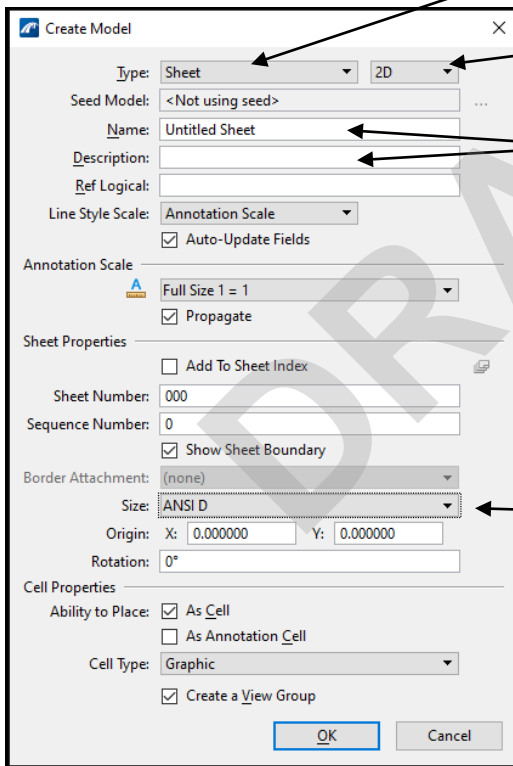 Create Model
Type: Sheet 2D
Seed Model: <Not using seed> ...
Name: Untitled Sheet
Description:
Ref Logical:
Line Style Scale: Annotation Scale
Auto-Update Fields
Annotation Scale
A
Full Size 1 = 1
Propagate
Sheet Properties
Add To Sheet Index
Sheet Number: 000
Sequence Number: 0
Show Sheet Boundary
Border Attachment: (none)
Size: ANSI D
Origin: X: 0.000000 Y: 0.000000
Rotation: 0°
Cell Properties
Ability to Place: As Cell
As Annotation Cell
Cell Type: Graphic
Create a View Group
OK Cancel
DRA